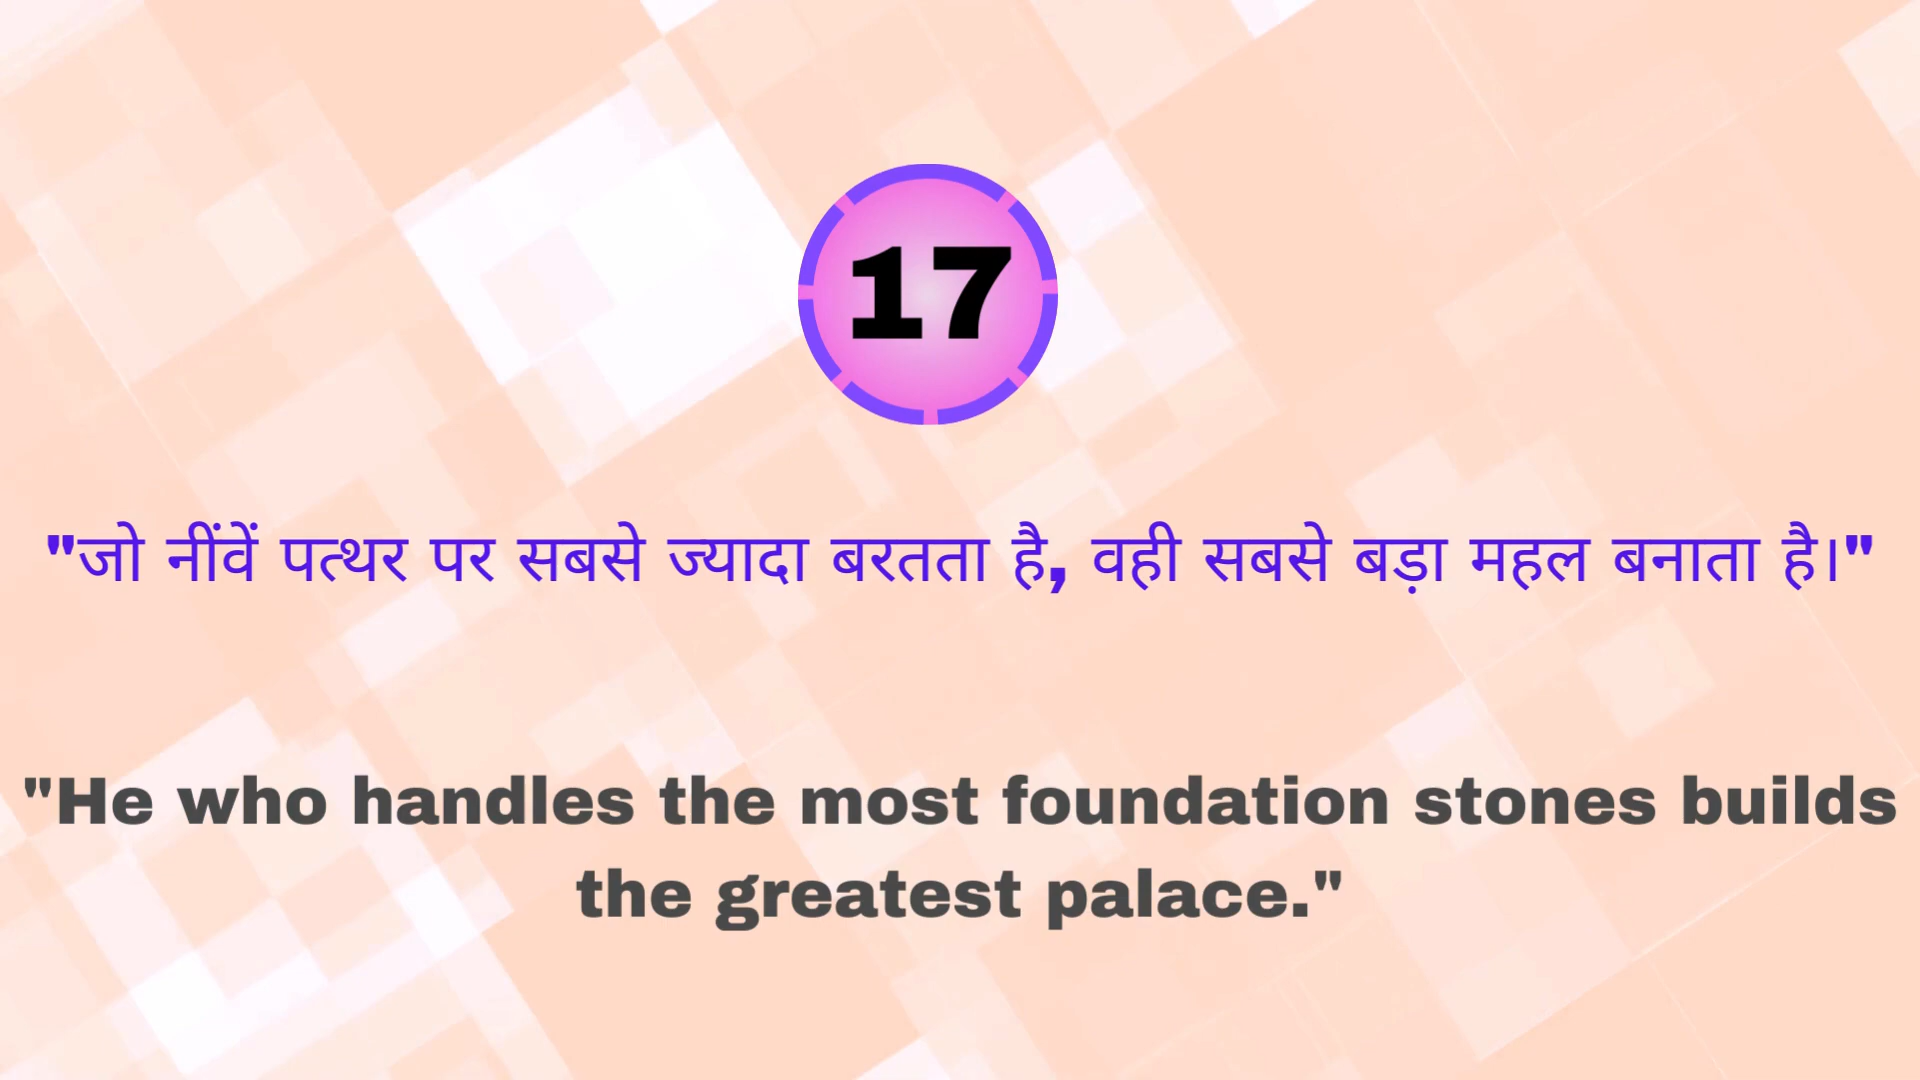 17
"जो नींवें पत्थर पर सबसे ज्यादा बरतता है, वही सबसे बड़ा महल बनाता है।"
"He who handles the most foundation stones builds
the greatest palace."